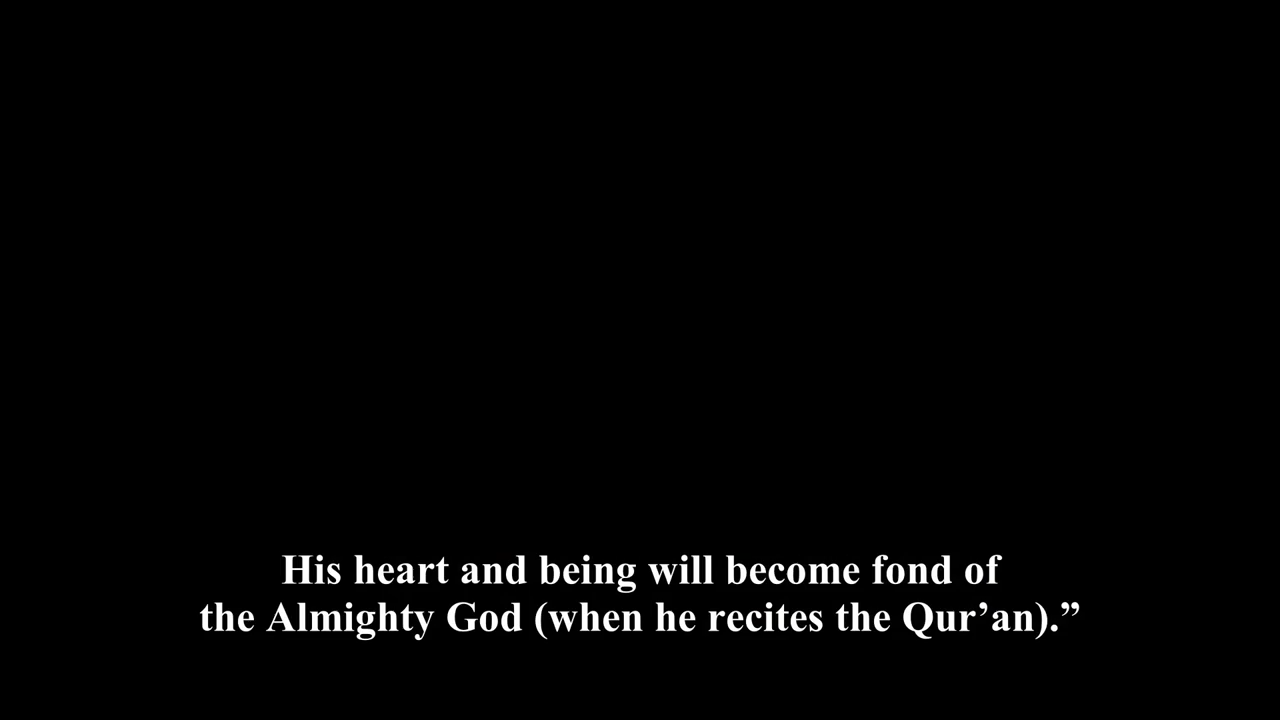 His heart and being will become fond of
the Almighty God (when he recites the Qur’an).”